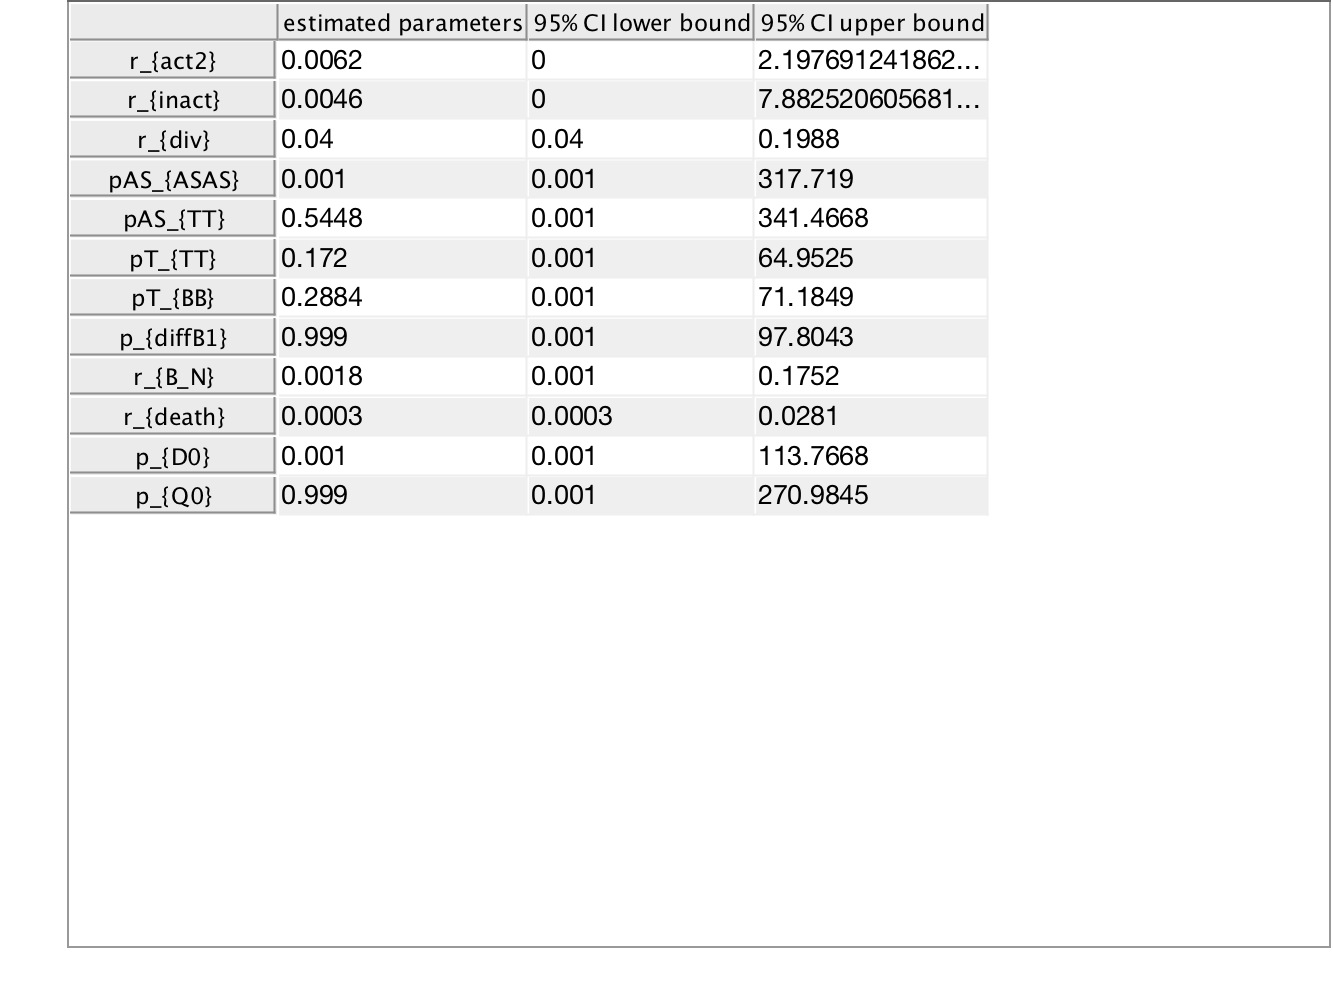 estimated parameters 95% CI lower bound 95% CI upper bound
r_{act2} 0.0062 0 2.197691241862...
r_{inact} 0.0046 0 7.882520605681...
r_{div} 0.04 0.04 0.1988
pAS_{ASAS} 0.001 0.001 317.719
pAS_{TT} 0.5448 0.001 341.4668
pT_{TT} 0.172 0.001 64.9525
pT_{BB} 0.2884 0.001 71.1849
p_{diffB1} 0.999 0.001 97.8043
r_{B_N} 0.0018 0.001 0.1752
r_{death} 0.0003 0.0003 0.0281
p_{D0} 0.001 0.001 113.7668
p_{Q0} 0.999 0.001 270.9845